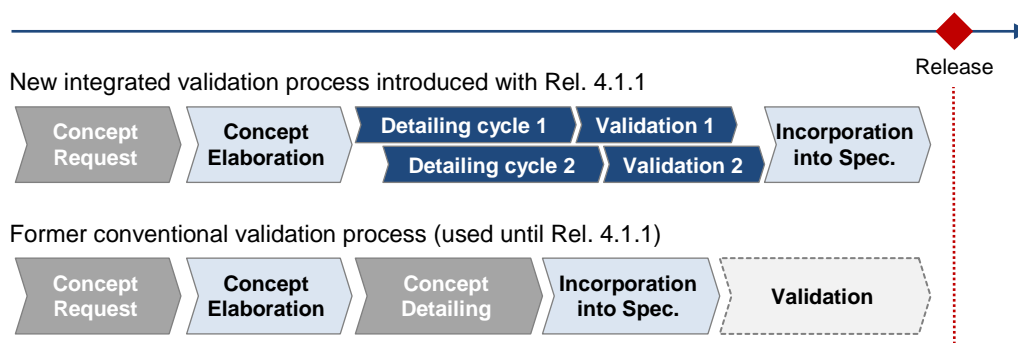 Release
New integrated validation process introduced with Rel. 4.1.1
Concept
Request
Concept
Elaboration
Detailing cycle 1
Validation 1
Detailing cycle 2
Validation 2
Incorporation
into Spec.
Former conventional validation process (used until Rel. 4.1.1)
Concept
Request
Concept
Elaboration
Concept
Detailing
Incorporation
into Spec.
Validation